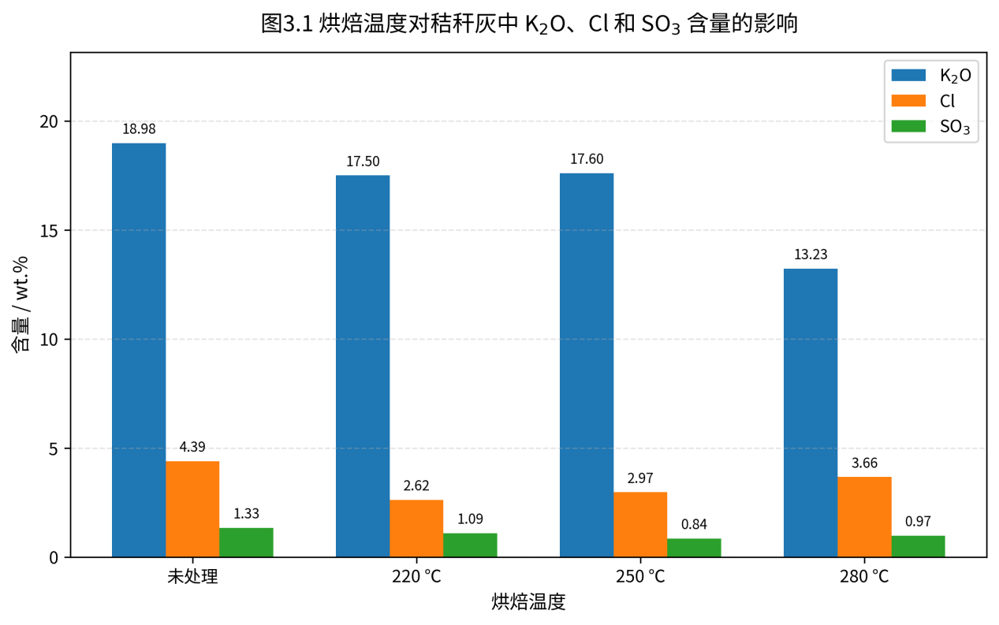 图3.1 烘焙温度对秸秆灰中 K₂O、Cl 和 SO₃ 含量的影响
K₂O
Cl
SO₃
含量 / wt.%
20
15
10
5
0
18.98
4.39
1.33
17.50
2.62
1.09
17.60
2.97
0.84
13.23
3.66
0.97
未处理
220 ℃
250 ℃
280 ℃
烘焙温度